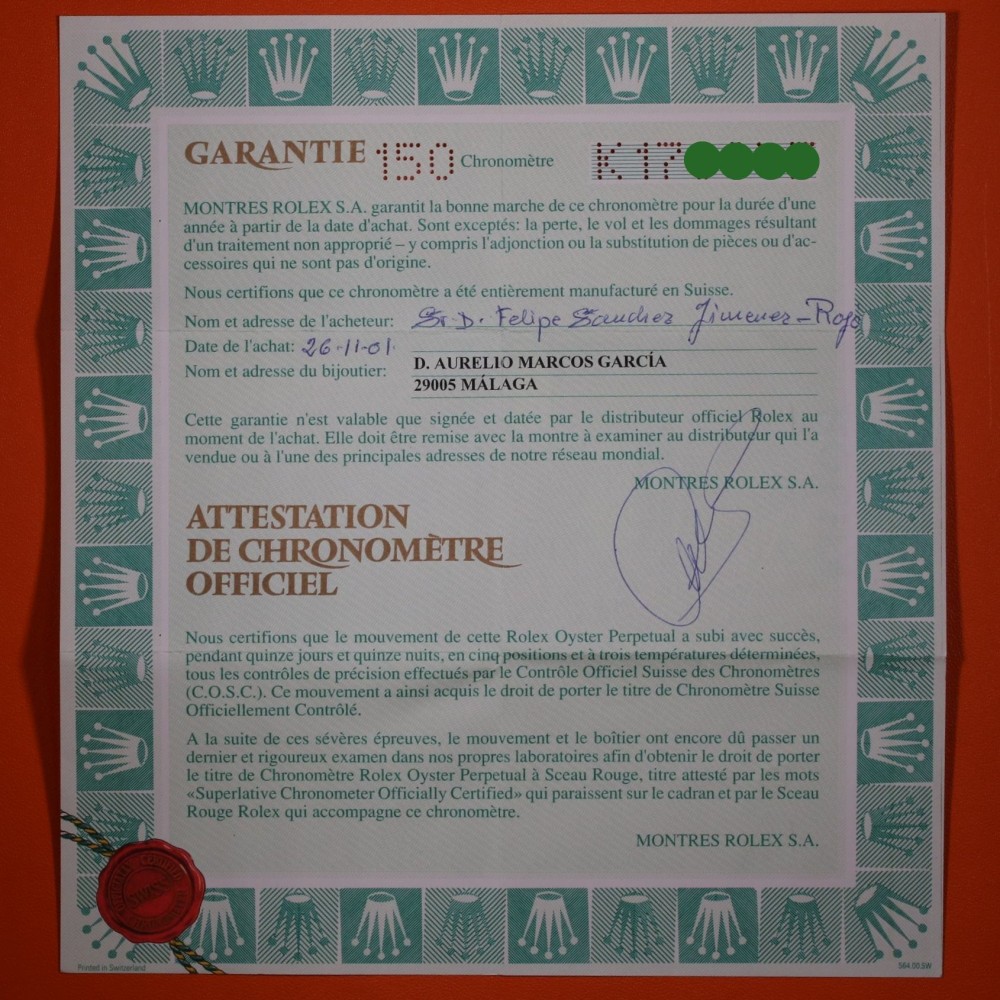 GARANTIE 150 Chronomètre K17
MONTRES ROLEX S.A. garantit la bonne marche de ce chronomètre pour la durée d'une
année à partir de la date d'achat. Sont exceptés: la perte, le vol et les dommages résultant
d'un traitement non approprié – y compris l'adjonction ou la substitution de pièces ou d'ac-
cessoires qui ne sont pas d'origine.
Nous certifions que ce chronomètre a été entièrement manufacturé en Suisse.
Nom et adresse de l'acheteur: Sr. D. Felipe Sanchez Jimenez-Rojo
Date de l'achat: 26-11-01
Nom et adresse du bijoutier: D. AURELIO MARCOS GARCÍA
29005 MÁLAGA
Cette garantie n'est valable que signée et datée par le distributeur officiel Rolex au
moment de l'achat. Elle doit être remise avec la montre à examiner au distributeur qui l'a
vendue ou à l'une des principales adresses de notre réseau mondial.
MONTRES ROLEX S.A.
ATTESTATION
DE CHRONOMÈTRE
OFFICIEL
Nous certifions que le mouvement de cette Rolex Oyster Perpetual a subi avec succès,
pendant quinze jours et quinze nuits, en cinq positions et à trois températures déterminées,
tous les contrôles de précision effectués par le Contrôle Officiel Suisse des Chronomètres
(C.O.S.C.). Ce mouvement a ainsi acquis le droit de porter le titre de Chronomètre Suisse
Officiellement Contrôlé.
A la suite de ces sévères épreuves, le mouvement et le boîtier ont encore dû passer un
dernier et rigoureux examen dans nos propres laboratoires afin d'obtenir le droit de porter
le titre de Chronomètre Rolex Oyster Perpetual à Sceau Rouge, titre attesté par les mots
«Superlative Chronometer Officially Certified» qui paraissent sur le cadran et par le Sceau
Rouge Rolex qui accompagne ce chronomètre.
MONTRES ROLEX S.A.
Printed in Switzerland
564.00.SW